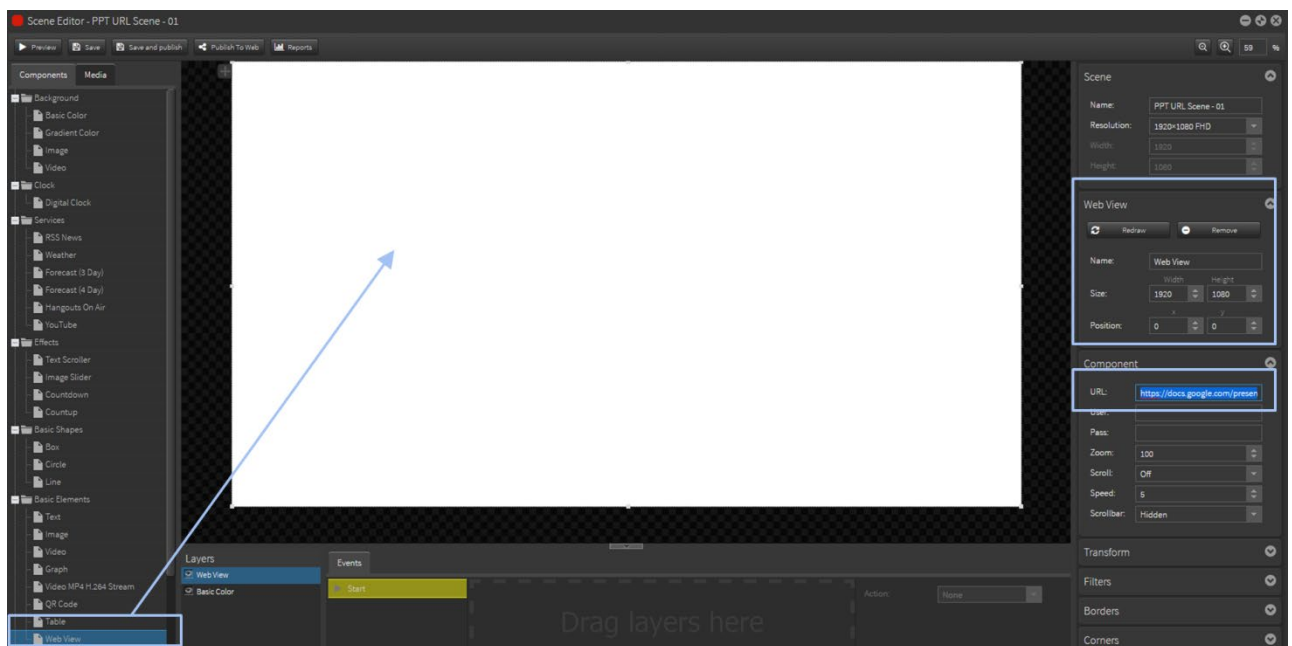 Scene Editor - PPT URL Scene - 01
Preview Save Save and publish Publish To Web Reports 59 %
Components Media
Background
Basic Color
Gradient Color
Image
Video
Clock
Digital Clock
Services
RSS News
Weather
Forecast (3 Day)
Forecast (4 Day)
Hangouts On Air
YouTube
Effects
Text Scroller
Image Slider
Countdown
Countup
Basic Shapes
Box
Circle
Line
Basic Elements
Text
Image
Video
Graph
Video MP4 H.264 Stream
QR Code
Table
Web View
Layers
Web View
Basic Color
Events
Start
Drag layers here
Action: None
Scene
Name: PPT URL Scene - 01
Resolution: 1920×1080 FHD
Width: 1920
Height: 1080
Web View
Redraw Remove
Name: Web View
Width Height
Size: 1920 1080
x y
Position: 0 0
Component
URL: https://docs.google.com/presen
User:
Pass:
Zoom: 100
Scroll: Off
Speed: 5
Scrollbar: Hidden
Transform
Filters
Borders
Corners